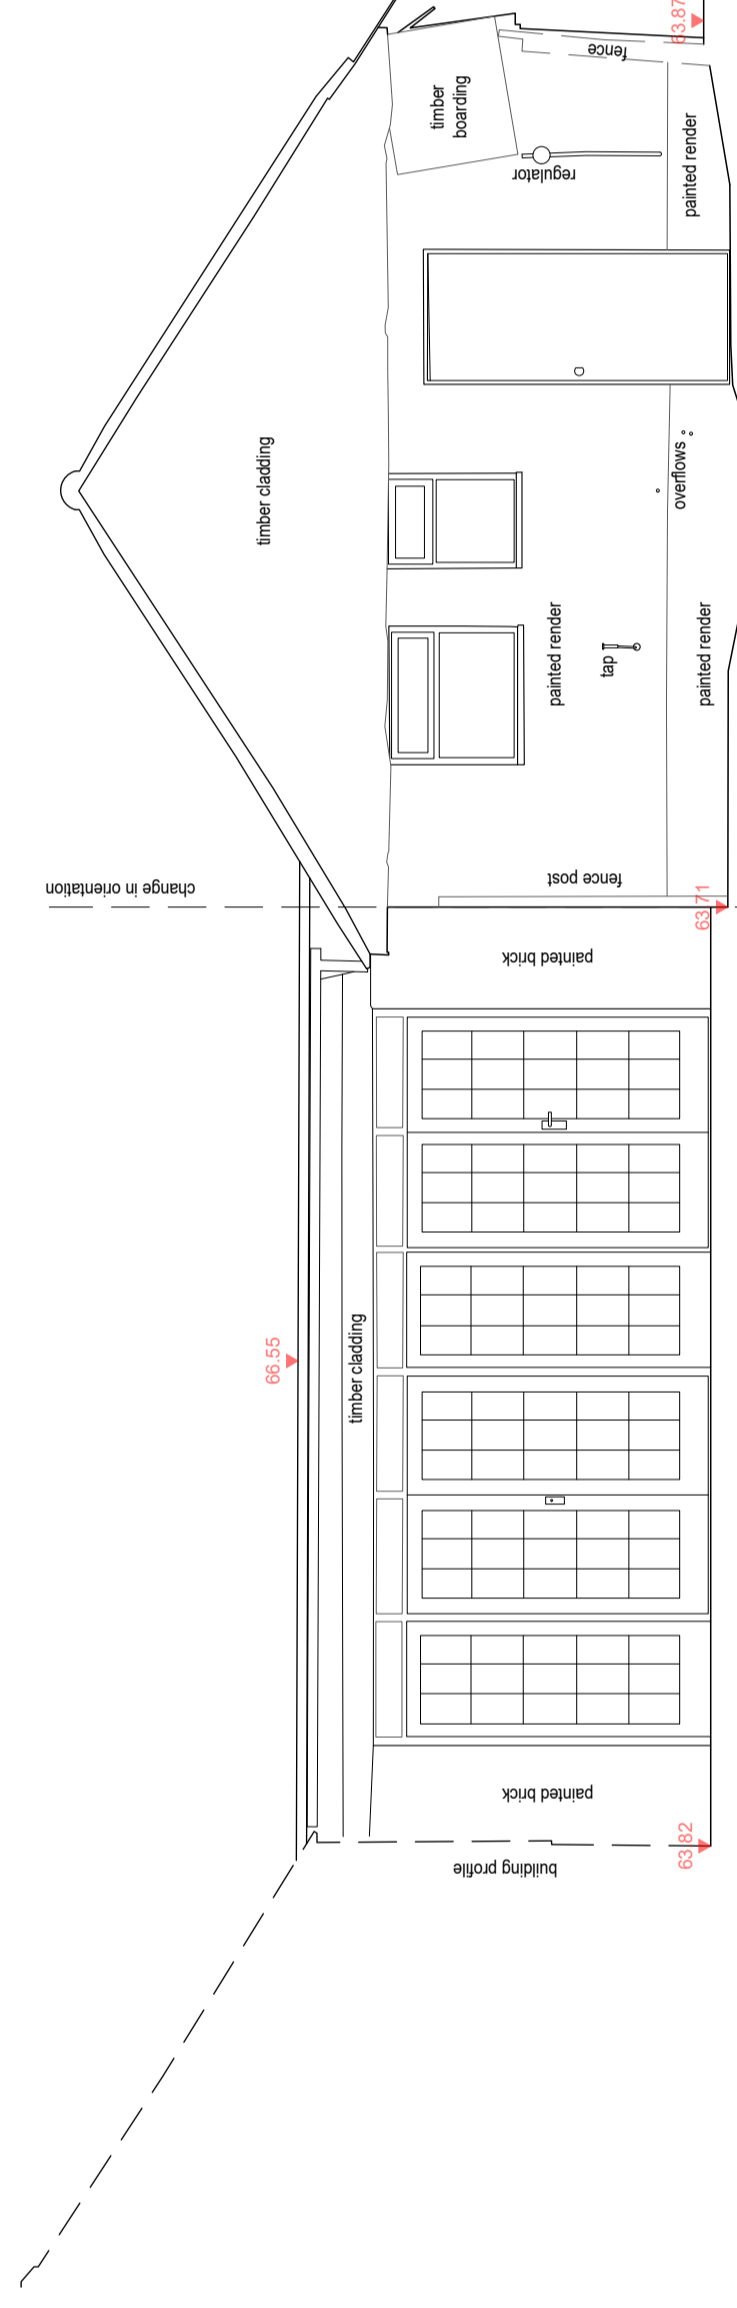 change in orientation
timber cladding
66.55
timber cladding
painted brick
building profile
63.82
painted brick
63.71
fence post
painted render
tap
painted render
overflows
timber
boarding
regulator
fence
painted render
63.87